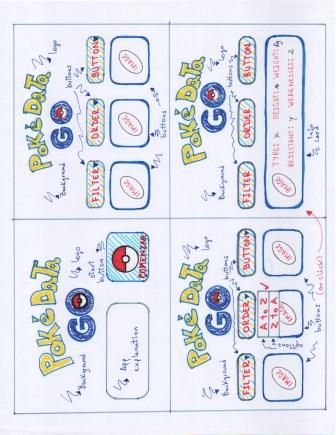 PoKé DaTa
GO
Background
logo
start
button
App
explanation
COMENZAR
PoKé DaTa
GO
Background
logo
buttons
FILTER
ORDER
BUTTON
IMAGE
IMAGE
IMAGE
buttons
PoKé DaTa
GO
Background
Logo
buttons
FILTER
ORDER
BUTTON
A to Z
Z to A
options
IMAGE
IMAGE
IMAGE
buttons
(on click)
PoKé DaTa
GO
Background
Logo
buttons
FILTER
ORDER
BUTTON
IMAGE
TYPE: x HEIGHT: WEIGHT:
RESISTANT: y WEAKNESSES: z
Info
card